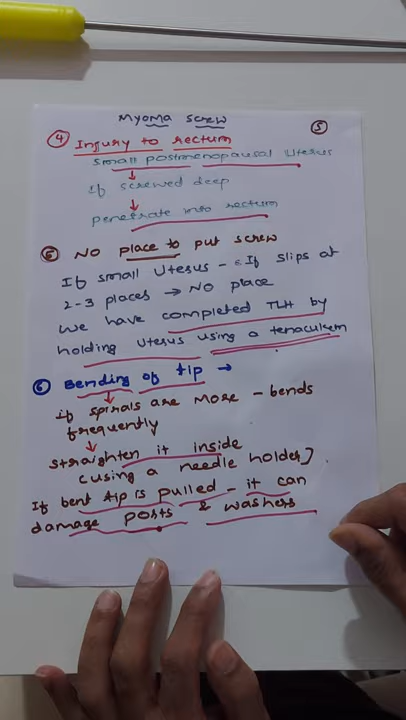 Myoma screw
5
4 Injury to rectum
small postmenopausal Uterus
↓
if screwed deep
↓
penetrate into rectum
5 NO place to put screw
If small Uterus - & If slips at
2-3 places → No place
We have completed TLH by
holding Uterus using a tenaculum
6 Bending of tip →
↓
if spirals are More - bends
frequently
↓
straighten it inside
(using a needle holder]
If bent tip is pulled - it can
damage posts & washers